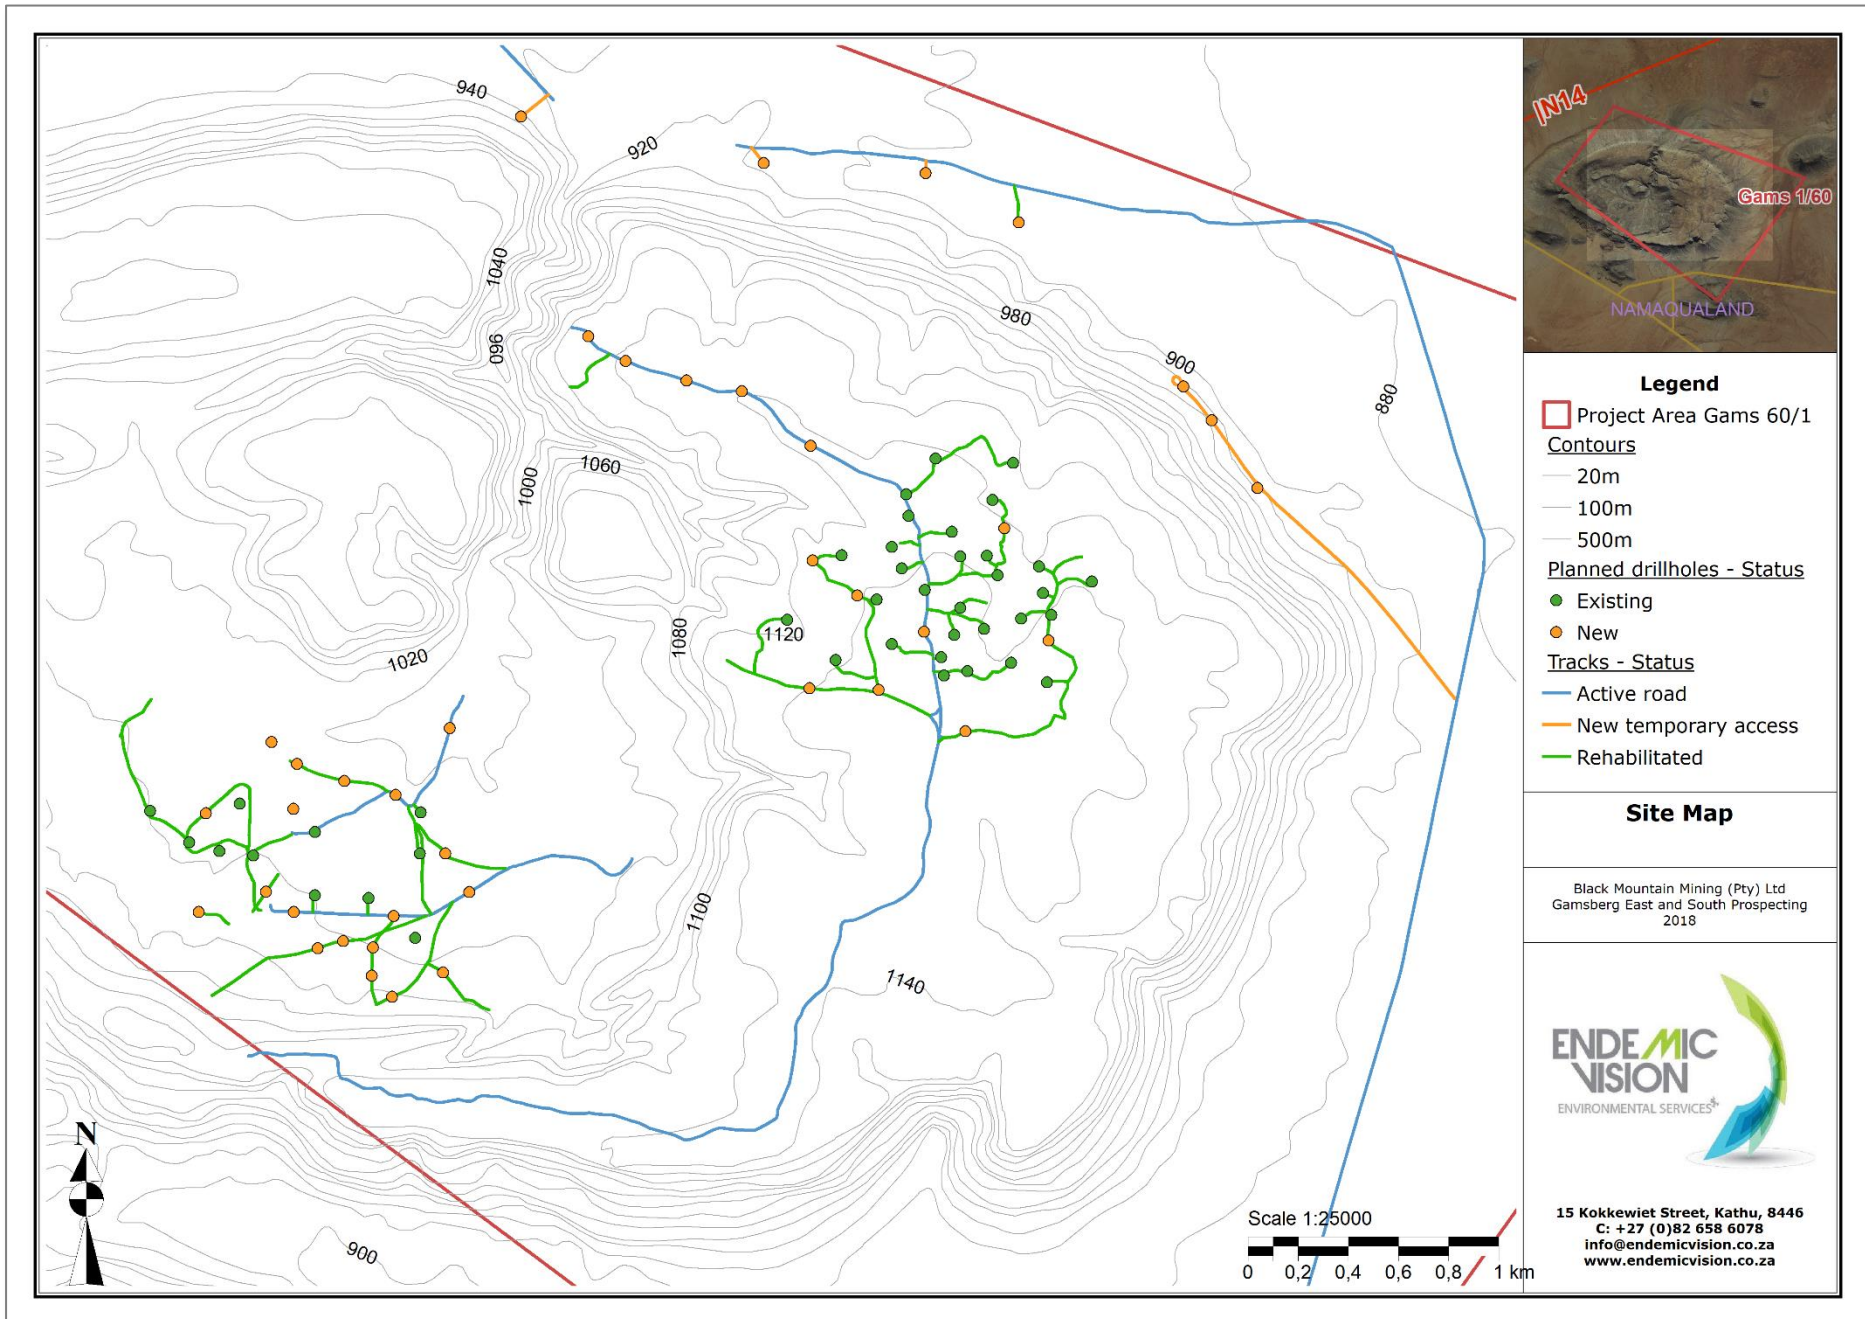 940
920
1040
960
980
900
880
1060
1000
1080
1120
1020
1100
1140
900
N
Scale 1:25000
0 0,2 0,4 0,6 0,8 1 km
N14
Gams 1/60
NAMAQUALAND
Legend
Project Area Gams 60/1
Contours
20m
100m
500m
Planned drillholes - Status
Existing
New
Tracks - Status
Active road
New temporary access
Rehabilitated
Site Map
Black Mountain Mining (Pty) Ltd
Gamsberg East and South Prospecting
2018
ENDEMIC
VISION
ENVIRONMENTAL SERVICES
15 Kokkewiet Street, Kathu, 8446
C: +27 (0)82 658 6078
info@endemicvision.co.za
www.endemicvision.co.za